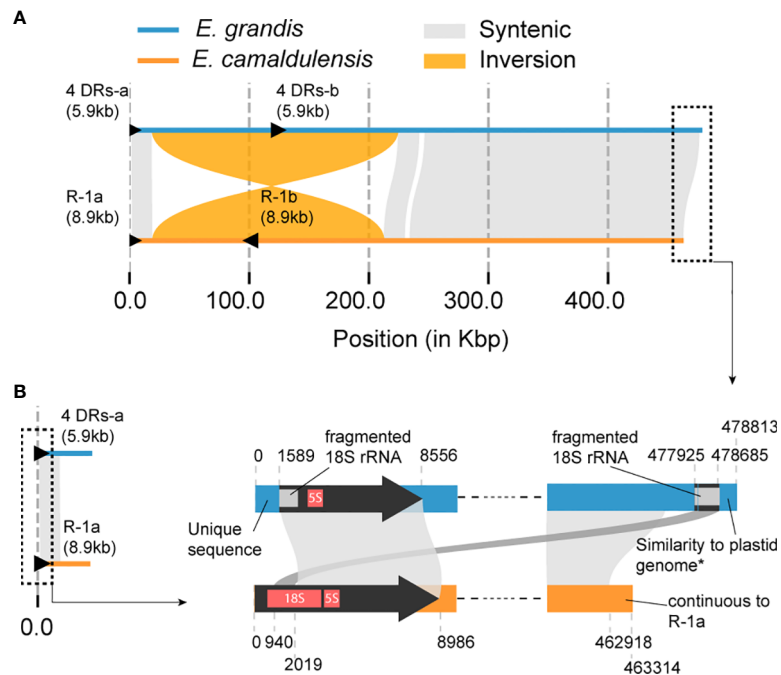 A
E. grandis
Syntenic
E. camaldulensis
Inversion
4 DRs-a
(5.9kb)
4 DRs-b
(5.9kb)
R-1a
(8.9kb)
R-1b
(8.9kb)
0.0
100.0
200.0
300.0
400.0
Position (in Kbp)
B
4 DRs-a
(5.9kb)
R-1a
(8.9kb)
0.0
0
1589
fragmented
18S rRNA
8556
fragmented
18S rRNA
477925
478813
478685
5S
Unique
sequence
Similarity to plastid
genome*
18S
5S
continuous to
R-1a
0
940
2019
8986
462918
463314